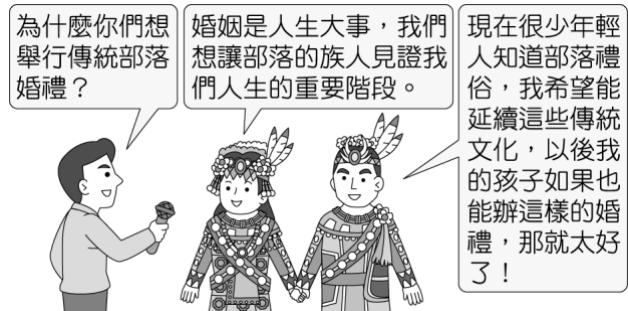 為什麼你們想
舉行傳統部落
婚禮？
婚姻是人生大事，我們
想讓部落的族人見證我
們人生的重要階段。
現在很少年輕
人知道部落禮
俗，我希望能
延續這些傳統
文化，以後我
的孩子如果也
能辦這樣的婚
禮，那就太好
了！